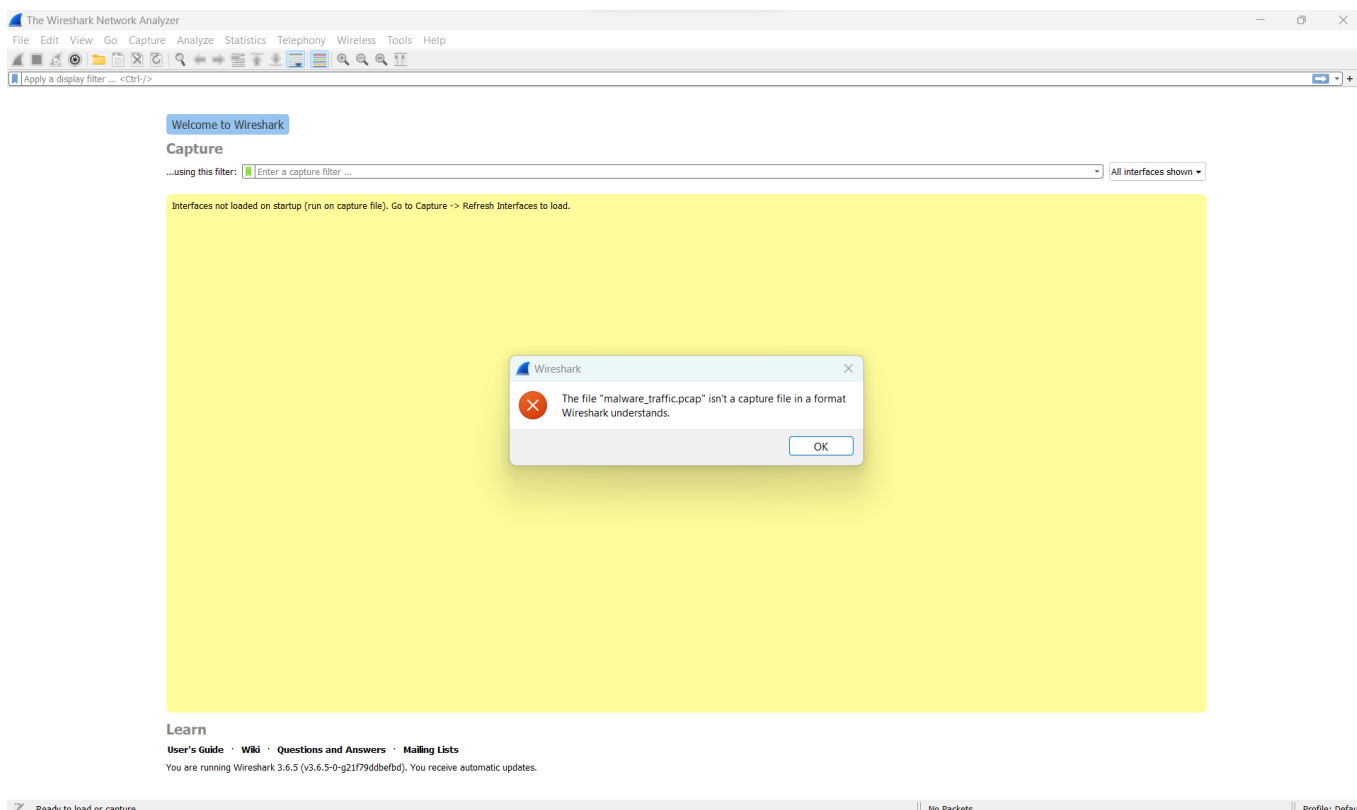 The Wireshark Network Analyzer
File Edit View Go Capture Analyze Statistics Telephony Wireless Tools Help
Apply a display filter ... <Ctrl-/>
+
Welcome to Wireshark
Capture
...using this filter: Enter a capture filter ... All interfaces shown
Interfaces not loaded on startup (run on capture file). Go to Capture -> Refresh Interfaces to load.
Wireshark
The file "malware_traffic.pcap" isn't a capture file in a format
Wireshark understands.
OK
Learn
User's Guide · Wiki · Questions and Answers · Mailing Lists
You are running Wireshark 3.6.5 (v3.6.5-0-g21f79ddbefbd). You receive automatic updates.
Ready to load or capture No Packets Profile: Defau